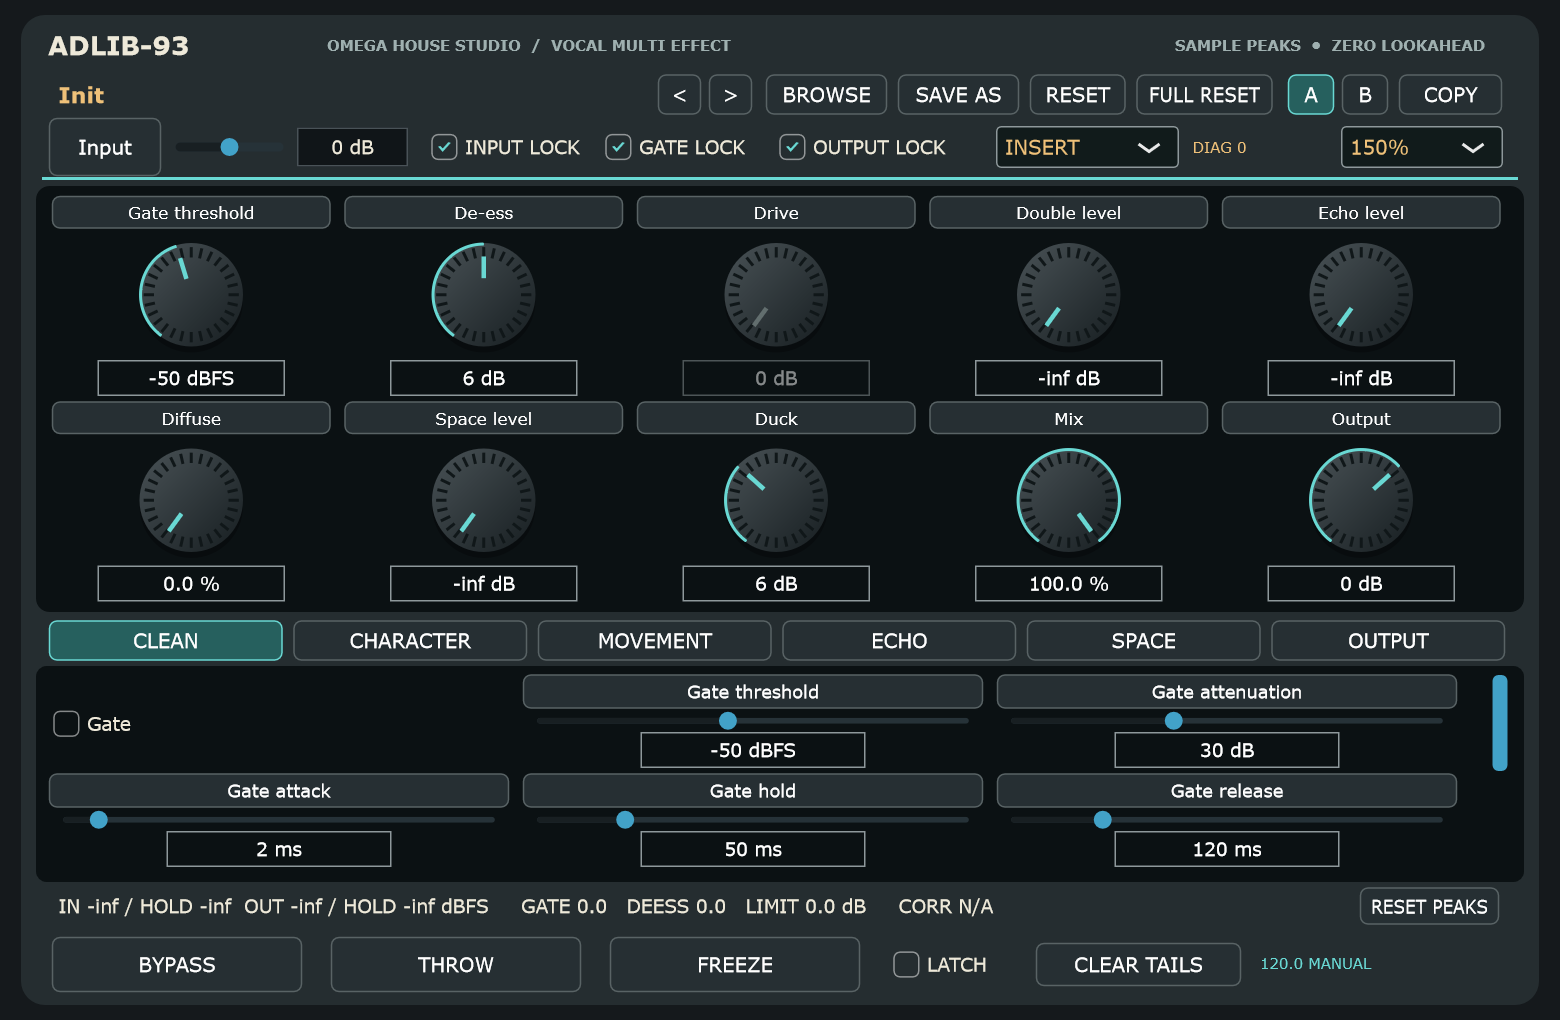 ADLIB-93
OMEGA HOUSE STUDIO / VOCAL MULTI EFFECT
SAMPLE PEAKS • ZERO LOOKAHEAD
Init
< > BROWSE SAVE AS RESET FULL RESET A B COPY
Input 0 dB INPUT LOCK GATE LOCK OUTPUT LOCK INSERT DIAG 0 150%
Gate threshold De-ess Drive Double level Echo level
-50 dBFS 6 dB 0 dB -inf dB -inf dB
Diffuse Space level Duck Mix Output
0.0 % -inf dB 6 dB 100.0 % 0 dB
CLEAN CHARACTER MOVEMENT ECHO SPACE OUTPUT
Gate threshold Gate attenuation
Gate
-50 dBFS 30 dB
Gate attack Gate hold Gate release
2 ms 50 ms 120 ms
IN -inf / HOLD -inf OUT -inf / HOLD -inf dBFS GATE 0.0 DEESS 0.0 LIMIT 0.0 dB CORR N/A RESET PEAKS
BYPASS THROW FREEZE LATCH CLEAR TAILS 120.0 MANUAL